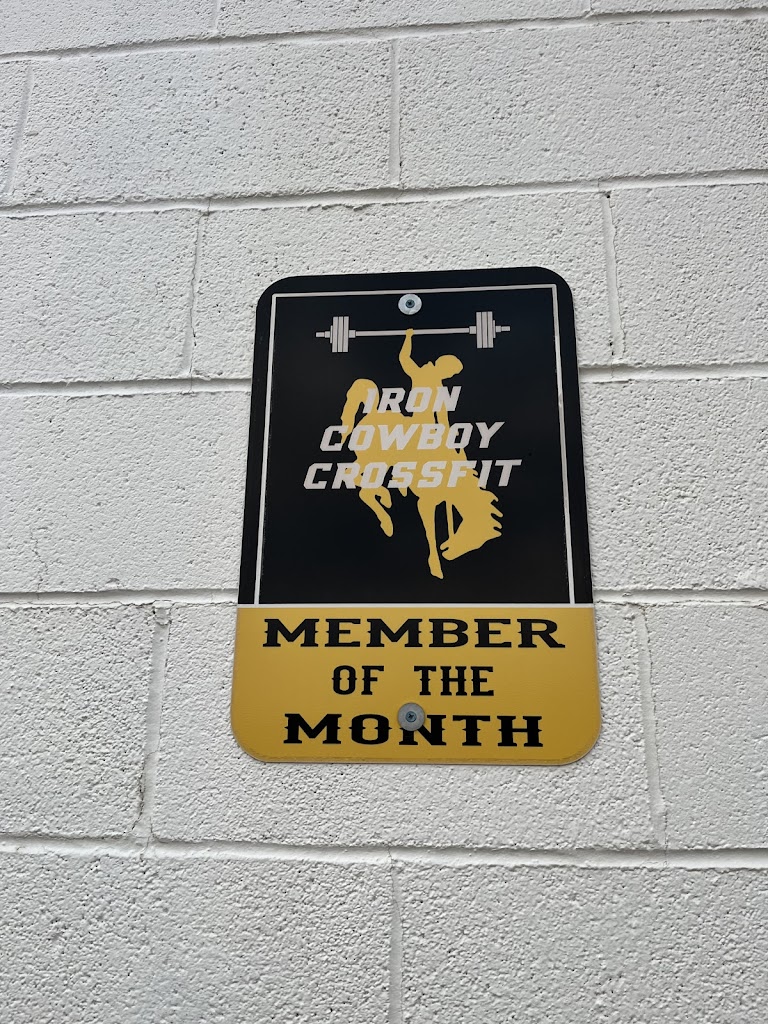 IRON
COWBOY
CROSSFIT
MEMBER
OF THE
MONTH